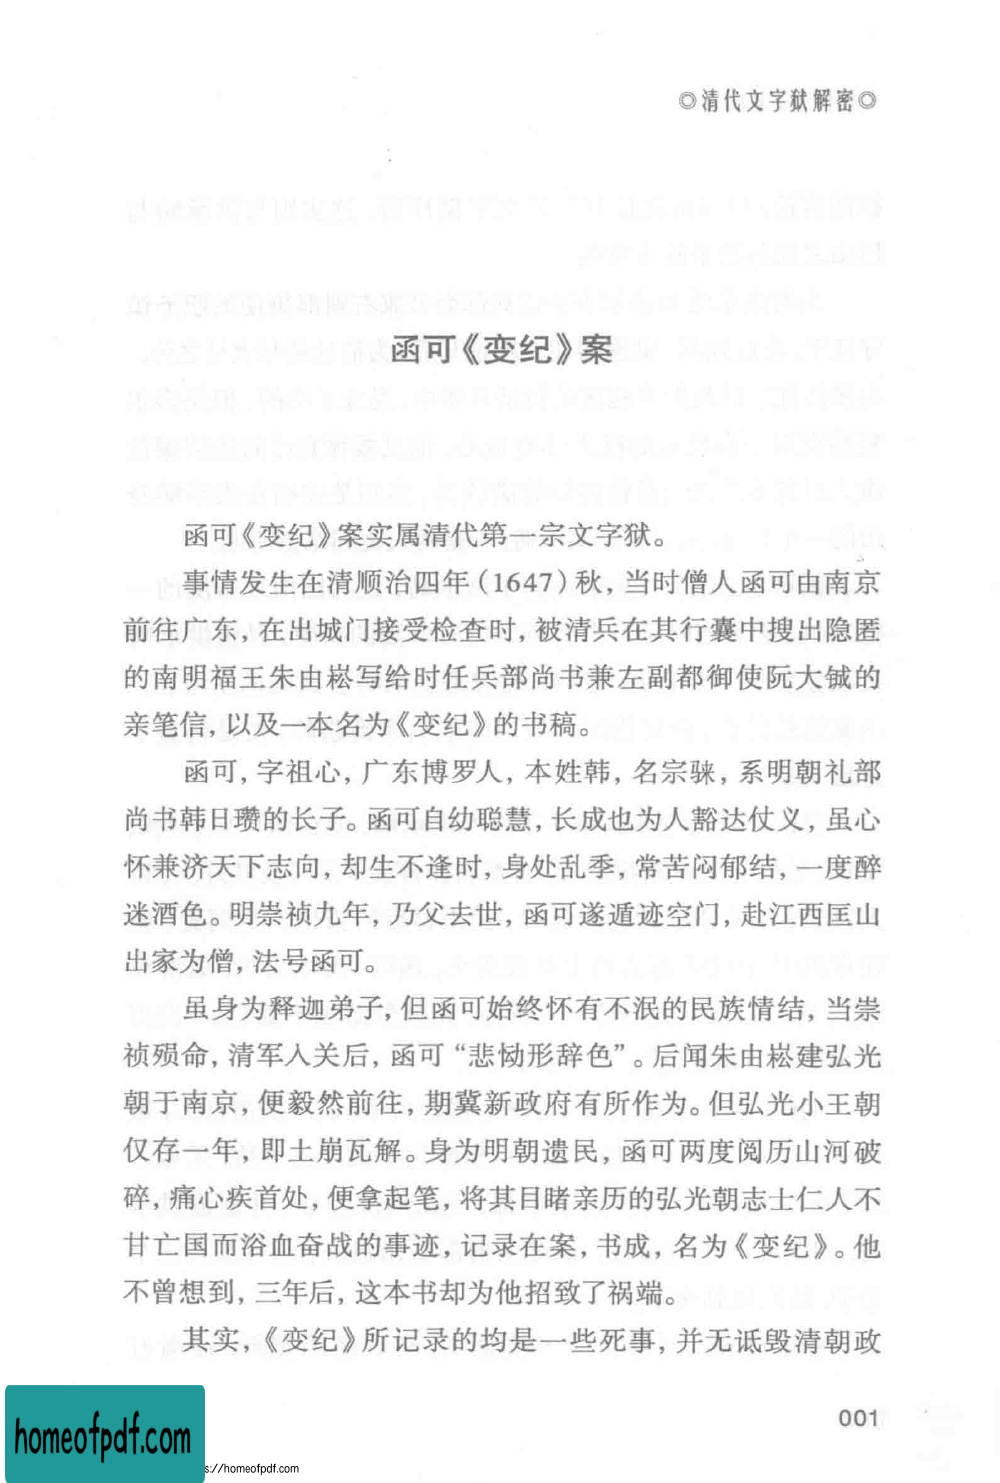 ◎清代文字狱解密◎
函可《变纪》案
函可《变纪》案实属清代第一宗文字狱。
事情发生在清顺治四年（1647）秋，当时僧人函可由南京
前往广东，在出城门接受检查时，被清兵在其行囊中搜出隐匿
的南明福王朱由崧写给时任兵部尚书兼左副都御使阮大铖的
亲笔信，以及一本名为《变纪》的书稿。
函可，字祖心，广东博罗人，本姓韩，名宗骒，系明朝礼部
尚书韩日瓒的长子。函可自幼聪慧，长成也为人豁达仗义，虽心
怀兼济天下志向，却生不逢时，身处乱季，常苦闷郁结，一度醉
迷酒色。明崇祯九年，乃父去世，函可遂遁迹空门，赴江西匡山
出家为僧，法号函可。
虽身为释迦弟子，但函可始终怀有不泯的民族情结，当崇
祯殒命，清军入关后，函可“悲恸形辞色”。后闻朱由崧建弘光
朝于南京，便毅然前往，期冀新政府有所作为。但弘光小王朝
仅存一年，即土崩瓦解。身为明朝遗民，函可两度阅历山河破
碎，痛心疾首处，便拿起笔，将其目睹亲历的弘光朝志士仁人不
甘亡国而浴血奋战的事迹，记录在案，书成，名为《变纪》。他
不曾想到，三年后，这本书却为他招致了祸端。
其实，《变纪》所记录的均是一些死事，并无诋毁清朝政
001
homeofpdf.com
s://homeofpdf.com